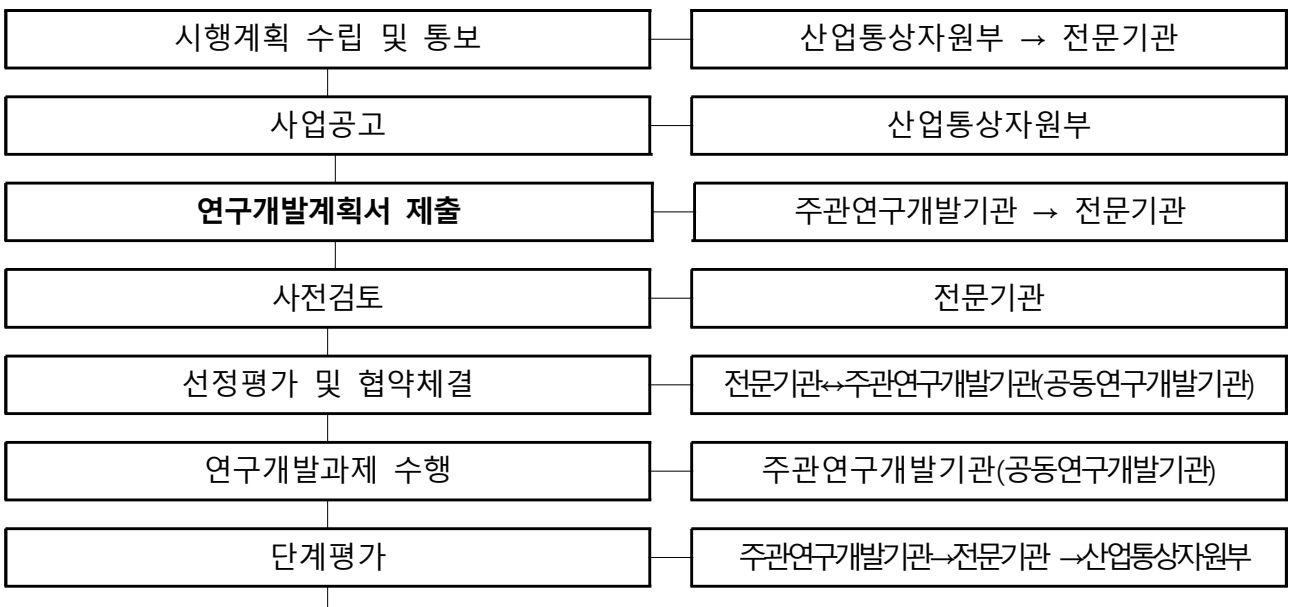 시행계획 수립 및 통보
산업통상자원부 → 전문기관
사업공고
산업통상자원부
연구개발계획서 제출
주관연구개발기관 → 전문기관
사전검토
전문기관
선정평가 및 협약체결
전문기관↔주관연구개발기관(공동연구개발기관)
연구개발과제 수행
주관연구개발기관(공동연구개발기관)
단계평가
주관연구개발기관→전문기관 →산업통상자원부